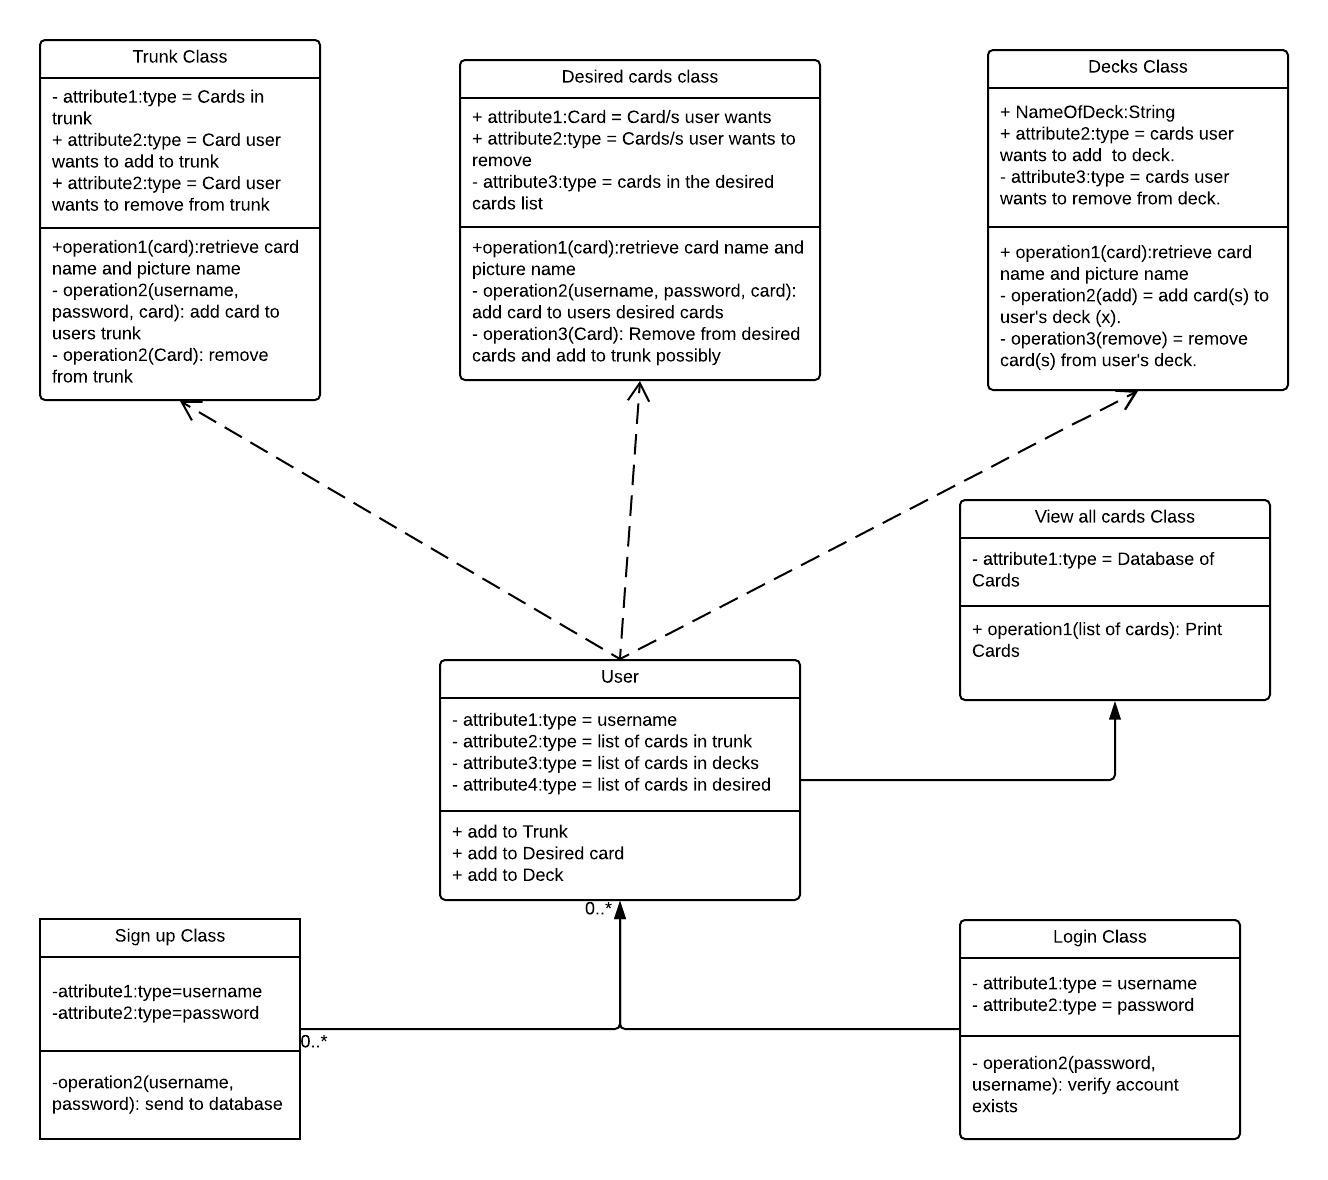 Trunk Class
- attribute1:type = Cards in
trunk
+ attribute2:type = Card user
wants to add to trunk
+ attribute2:type = Card user
wants to remove from trunk
+operation1(card):retrieve card
name and picture name
- operation2(username,
password, card): add card to
users trunk
- operation2(Card): remove
from trunk
Desired cards class
+ attribute1:Card = Card/s user wants
+ attribute2:type = Cards/s user wants to
remove
- attribute3:type = cards in the desired
cards list
+operation1(card):retrieve card name and
picture name
- operation2(username, password, card):
add card to users desired cards
- operation3(Card): Remove from desired
cards and add to trunk possibly
Decks Class
+ NameOfDeck:String
+ attribute2:type = cards user
wants to add  to deck.
- attribute3:type = cards user
wants to remove from deck.
+ operation1(card):retrieve card
name and picture name
- operation2(add) = add card(s) to
user's deck (x).
- operation3(remove) = remove
card(s) from user's deck.
View all cards Class
- attribute1:type = Database of
Cards
+ operation1(list of cards): Print
Cards
User
- attribute1:type = username
- attribute2:type = list of cards in trunk
- attribute3:type = list of cards in decks
- attribute4:type = list of cards in desired
+ add to Trunk
+ add to Desired card
+ add to Deck
0..*
Sign up Class
-attribute1:type=username
-attribute2:type=password
-operation2(username,
password): send to database
0..*
Login Class
- attribute1:type = username
- attribute2:type = password
- operation2(password,
username): verify account
exists